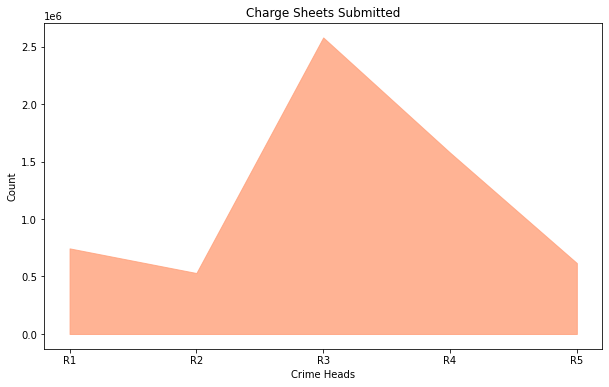 Charge Sheets Submitted
1e6
2.5
2.0
1.5
1.0
0.5
0.0
Count
R1 R2 R3 R4 R5
Crime Heads